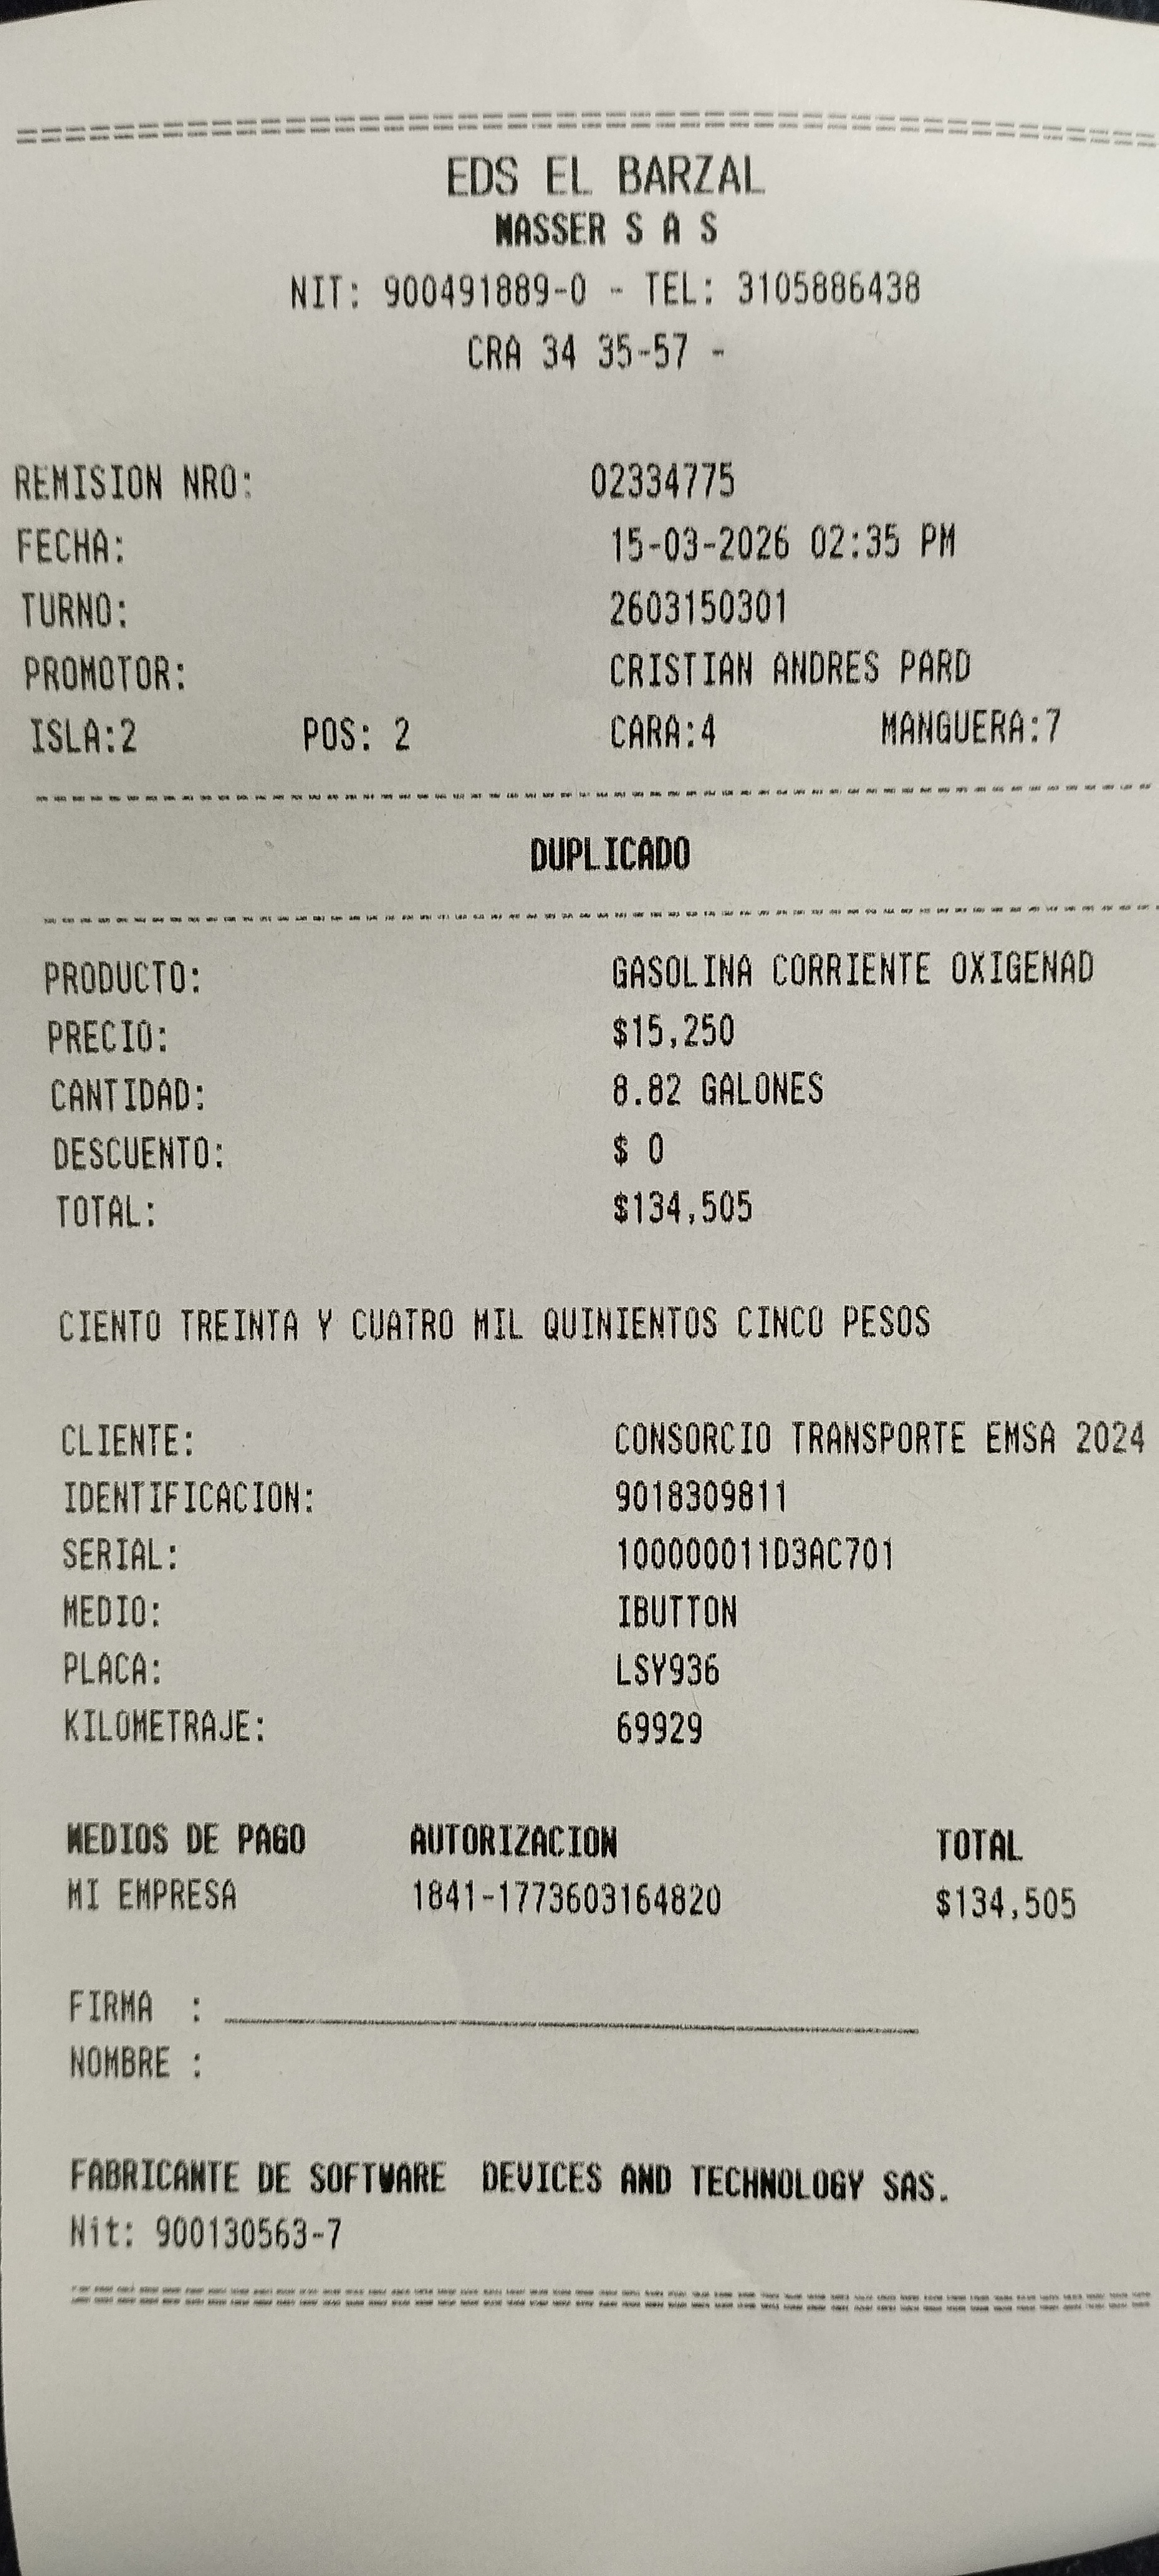 EDS EL BARZAL
MASSER S A S
NIT: 900491889-0 - TEL: 3105886438
CRA 34 35-57 -
REMISION NRO: 02334775
FECHA: 15-03-2026 02:35 PM
TURNO: 2603150301
PROMOTOR: CRISTIAN ANDRES PARD
ISLA:2 POS: 2 CARA:4 MANGUERA:7
DUPLICADO
PRODUCTO: GASOLINA CORRIENTE OXIGENAD
PRECIO: $15,250
CANTIDAD: 8.82 GALONES
DESCUENTO: $ 0
TOTAL: $134,505
CIENTO TREINTA Y CUATRO MIL QUINIENTOS CINCO PESOS
CLIENTE: CONSORCIO TRANSPORTE EMSA 2024
IDENTIFICACION: 9018309811
SERIAL: 100000011D3AC701
MEDIO: IBUTTON
PLACA: LSY936
KILOMETRAJE: 69929
MEDIOS DE PAGO AUTORIZACION TOTAL
MI EMPRESA 1841-1773603164820 $134,505
FIRMA :
NOMBRE :
FABRICANTE DE SOFTWARE DEVICES AND TECHNOLOGY SAS.
Nit: 900130563-7